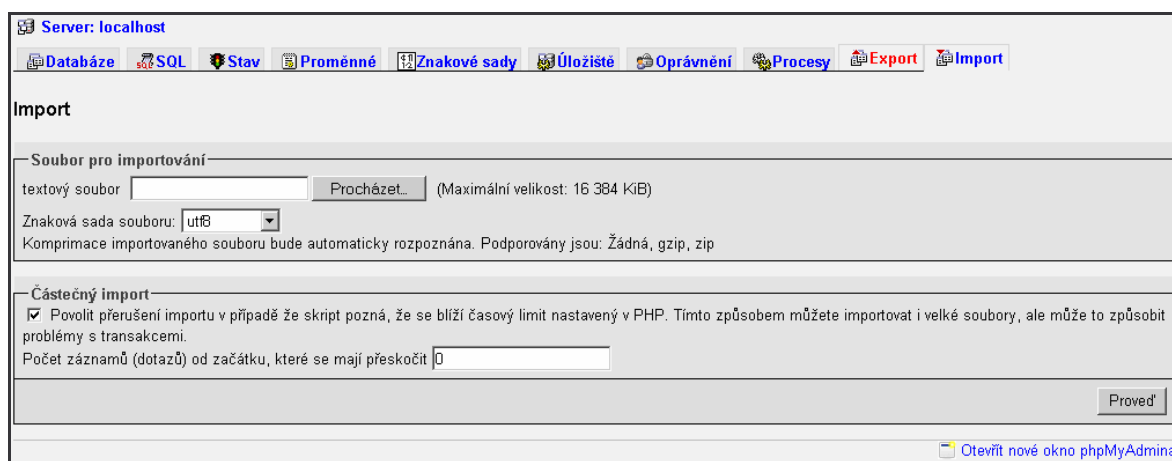 Server: localhost
Databáze SQL Stav Proměnné Znakové sady Úložiště Oprávnění Procesy Export Import
Import
Soubor pro importování
textový soubor Procházet... (Maximální velikost: 16 384 KiB)
Znaková sada souboru: utf8
Komprimace importovaného souboru bude automaticky rozpoznána. Podporovány jsou: Žádná, gzip, zip
Částečný import
Povolit přerušení importu v případě že skript pozná, že se blíží časový limit nastavený v PHP. Tímto způsobem můžete importovat i velké soubory, ale může to způsobit
problémy s transakcemi.
Počet záznamů (dotazů) od začátku, které se mají přeskočit 0
Proveď
Otevřít nové okno phpMyAdmina